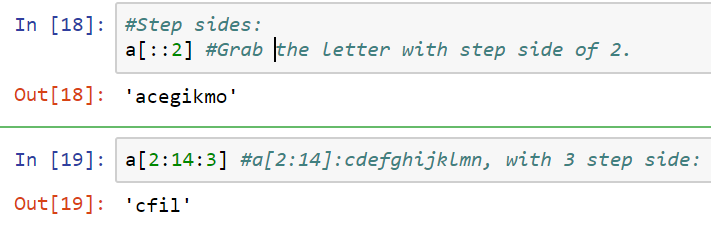 In [18]: #Step sides:
a[::2] #Grab the letter with step side of 2.
Out[18]: 'acegikmo'
In [19]: a[2:14:3] #a[2:14]:cdefghijklmn, with 3 step side:
Out[19]: 'cfil'